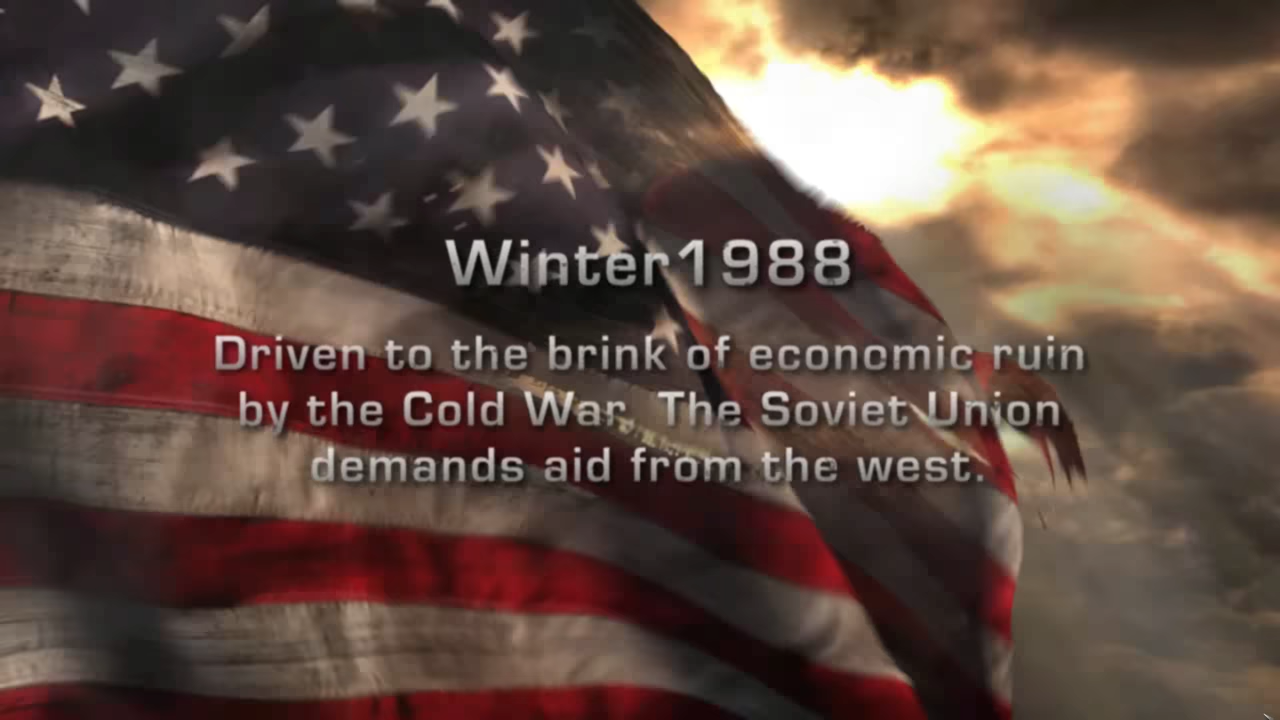 Winter1988
Driven to the brink of economic ruin
by the Cold War. The Soviet Union
demands aid from the west.